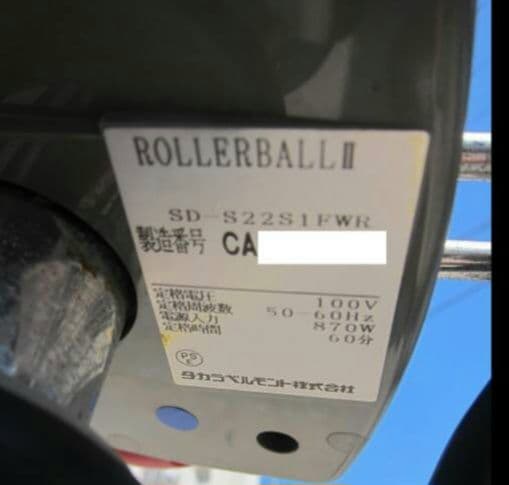 ROLLERBALL II
SD-S22S1FWR
製造番号 CA
定格電圧 100V
定格周波数 50-60Hz
電源入力 870W
定格時間 60分
PS
E
タカラベルモント株式会社